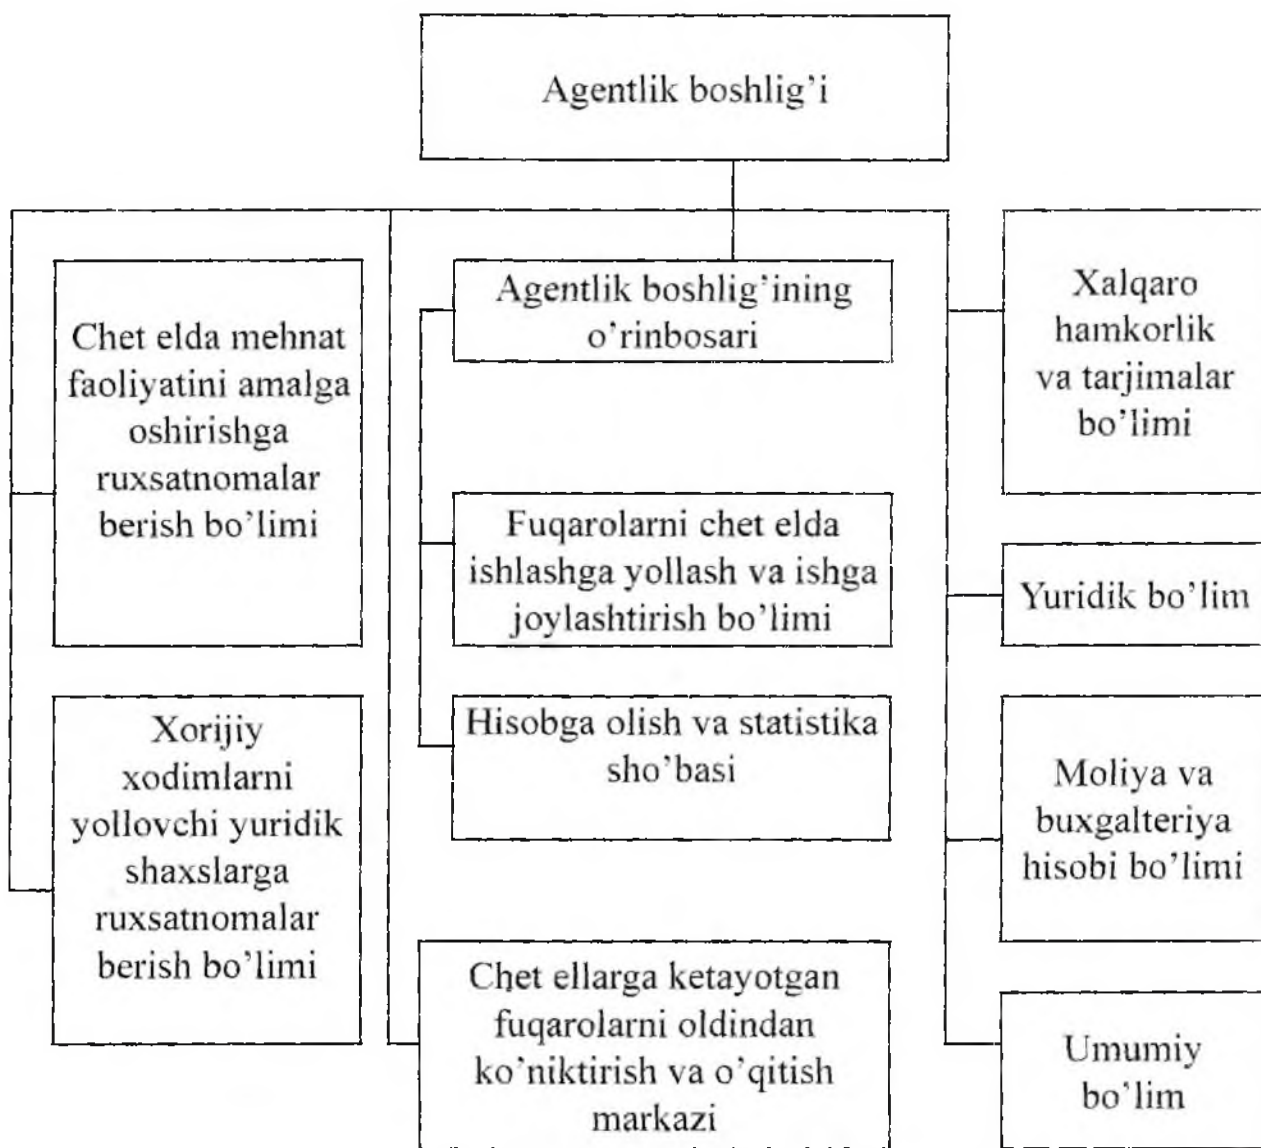 Agentlik boshlig'i
Chet elda mehnat
faoliyatini amalga
oshirishga
ruxsatnomalar
berish bo'limi
Xorijiy
xodimlarni
yollovchi yuridik
shaxslarga
ruxsatnomalar
berish bo'limi
Agentlik boshlig'ining
o'rinbosari
Fuqarolarni chet elda
ishlashga yollash va ishga
joylashtirish bo'limi
Hisobga olish va statistika
sho'basi
Chet ellarga ketayotgan
fuqarolarni oldindan
ko'niktirish va o'qitish
markazi
Xalqaro
hamkorlik
va tarjimalar
bo'limi
Yuridik bo'lim
Moliya va
buxgalteriya
hisobi bo'limi
Umumiy
bo'lim